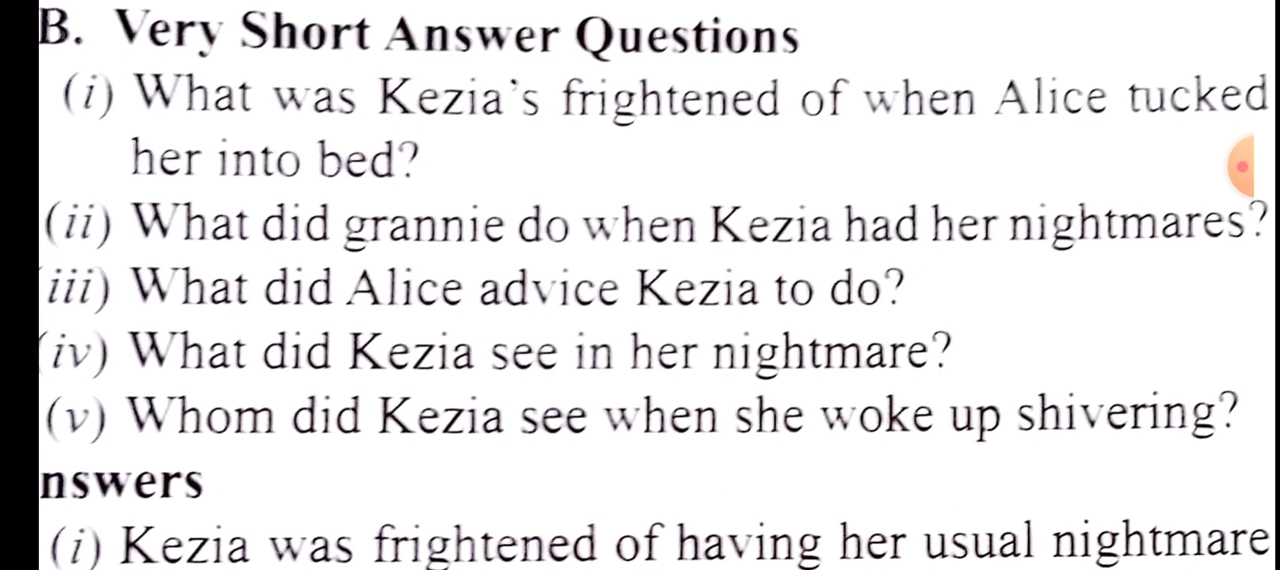 B. Very Short Answer Questions
(i) What was Kezia's frightened of when Alice tucked
her into bed?
(ii) What did grannie do when Kezia had her nightmares?
iii) What did Alice advice Kezia to do?
(iv) What did Kezia see in her nightmare?
(v) Whom did Kezia see when she woke up shivering?
nswers
(i) Kezia was frightened of having her usual nightmare